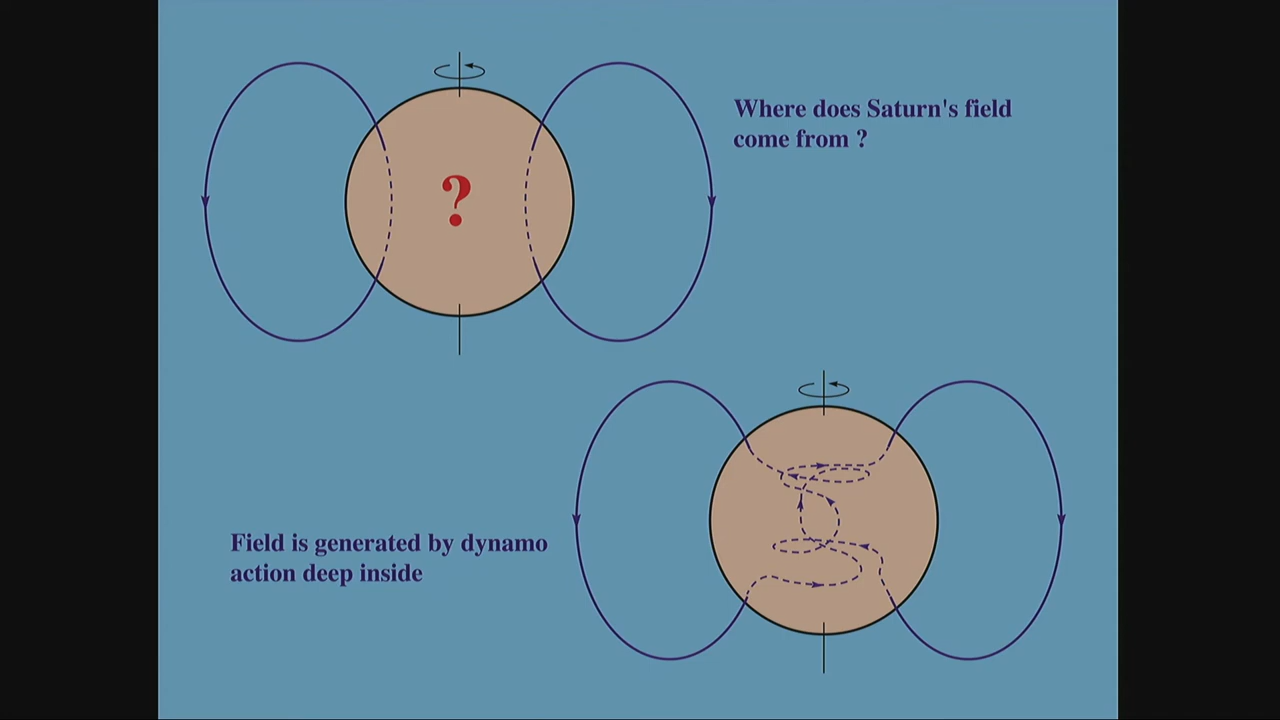 Where does Saturn's field
come from ?
?
Field is generated by dynamo
action deep inside